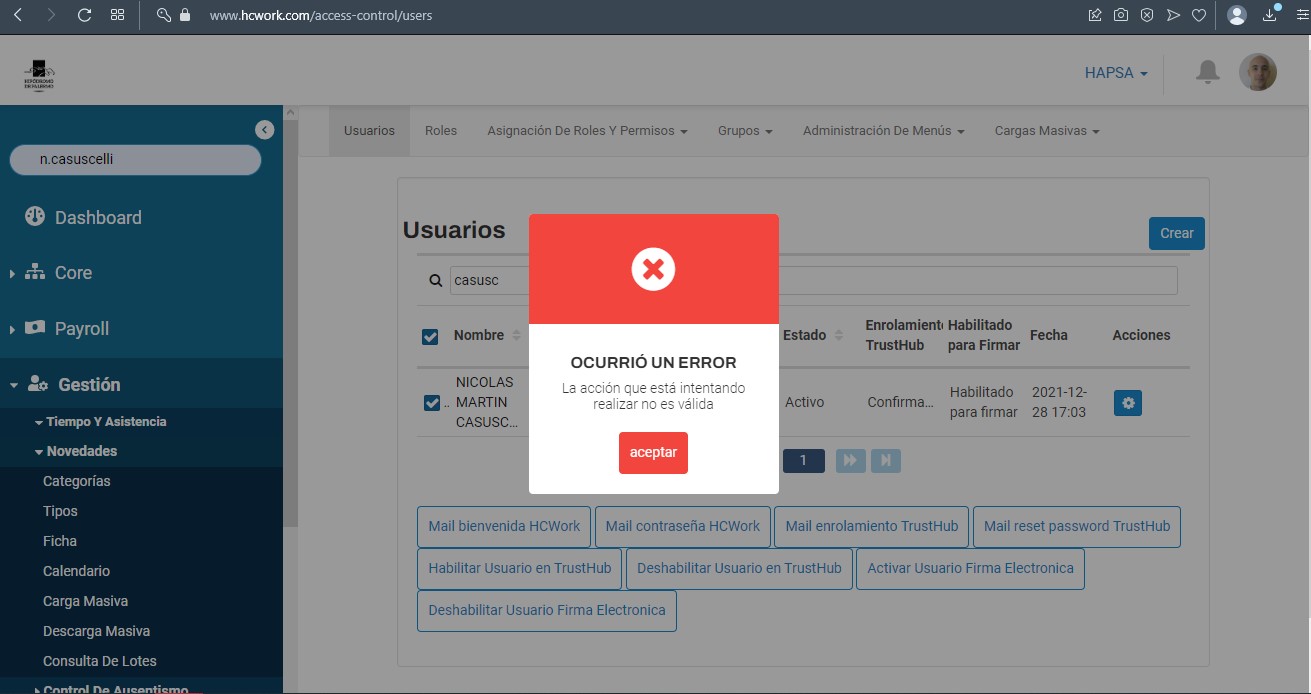 www.hcwork.com/access-control/users
HIPÓDROMO
DE PALERMO
HAPSA
n.casuscelli
Usuarios Roles Asignación De Roles Y Permisos Grupos Administración De Menús Cargas Masivas
Dashboard
Core
Payroll
Gestión
Tiempo Y Asistencia
Novedades
Categorías
Tipos
Ficha
Calendario
Carga Masiva
Descarga Masiva
Consulta De Lotes
Control De Ausentismo
Usuarios
Crear
casusc
Nombre Estado Enrolamient TrustHub Habilitado para Firmar Fecha Acciones
.. NICOLAS MARTIN CASUSC... Activo Confirma... Habilitado para firmar 2021-12-28 17:03
OCURRIÓ UN ERROR
La acción que está intentando
realizar no es válida
aceptar
1
Mail bienvenida HCWork Mail contraseña HCWork Mail enrolamiento TrustHub Mail reset password TrustHub
Habilitar Usuario en TrustHub Deshabilitar Usuario en TrustHub Activar Usuario Firma Electronica
Deshabilitar Usuario Firma Electronica